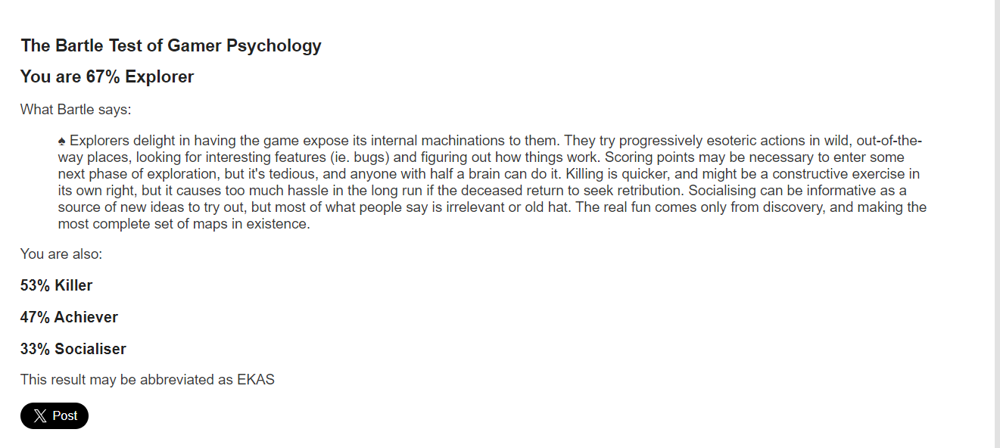 The Bartle Test of Gamer Psychology
You are 67% Explorer
What Bartle says:
♠ Explorers delight in having the game expose its internal machinations to them. They try progressively esoteric actions in wild, out-of-the-
way places, looking for interesting features (ie. bugs) and figuring out how things work. Scoring points may be necessary to enter some
next phase of exploration, but it's tedious, and anyone with half a brain can do it. Killing is quicker, and might be a constructive exercise in
its own right, but it causes too much hassle in the long run if the deceased return to seek retribution. Socialising can be informative as a
source of new ideas to try out, but most of what people say is irrelevant or old hat. The real fun comes only from discovery, and making the
most complete set of maps in existence.
You are also:
53% Killer
47% Achiever
33% Socialiser
This result may be abbreviated as EKAS
X Post